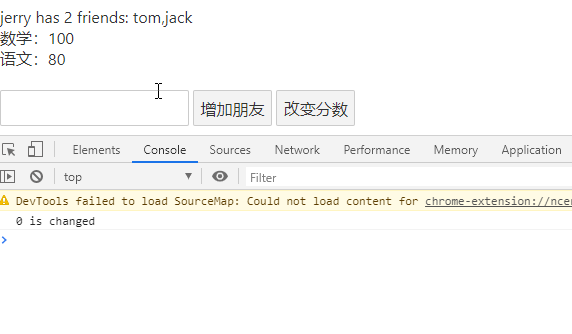 jerry has 2 friends: tom,jack
数学：100
语文：80
增加朋友 改变分数
Elements Console Sources Network Performance Memory Application
top Filter
DevTools failed to load SourceMap: Could not load content for chrome-extension://ncer
0 is changed